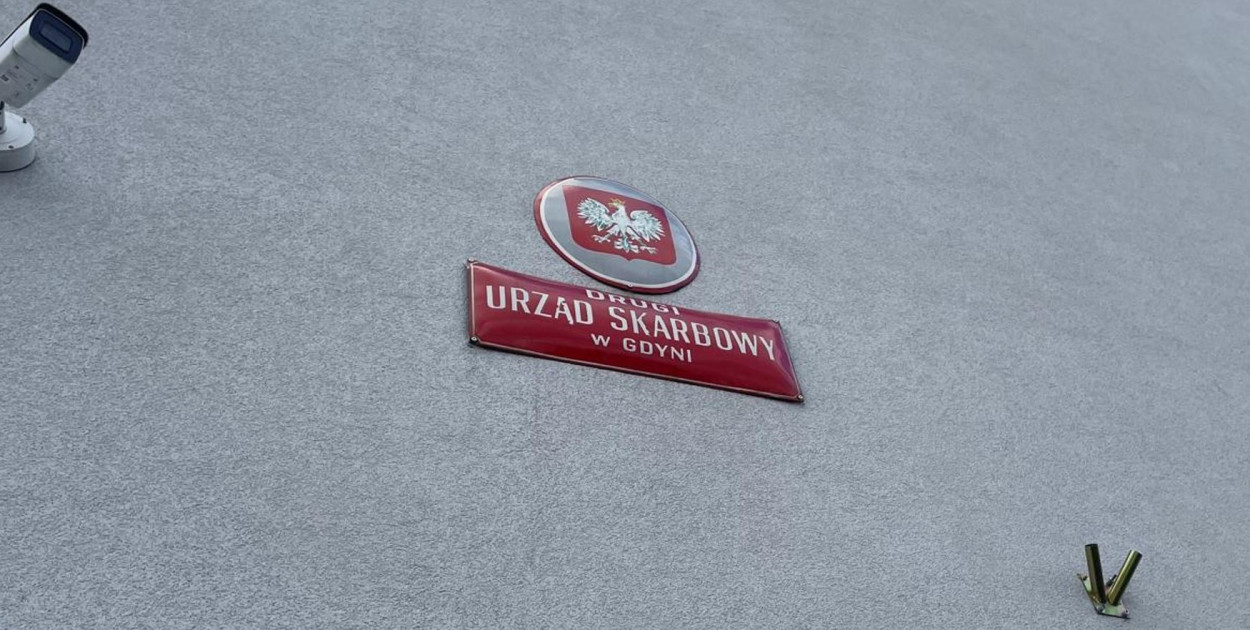 DRUGI
URZĄD SKARBOWY
W GDYNI